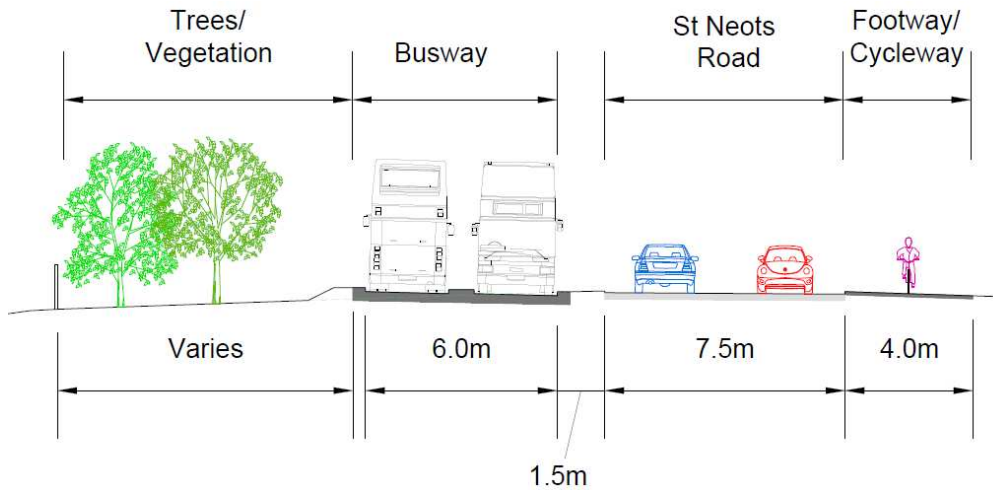 Trees/
Vegetation
Busway
St Neots
Road
Footway/
Cycleway
Varies
6.0m
7.5m
4.0m
1.5m